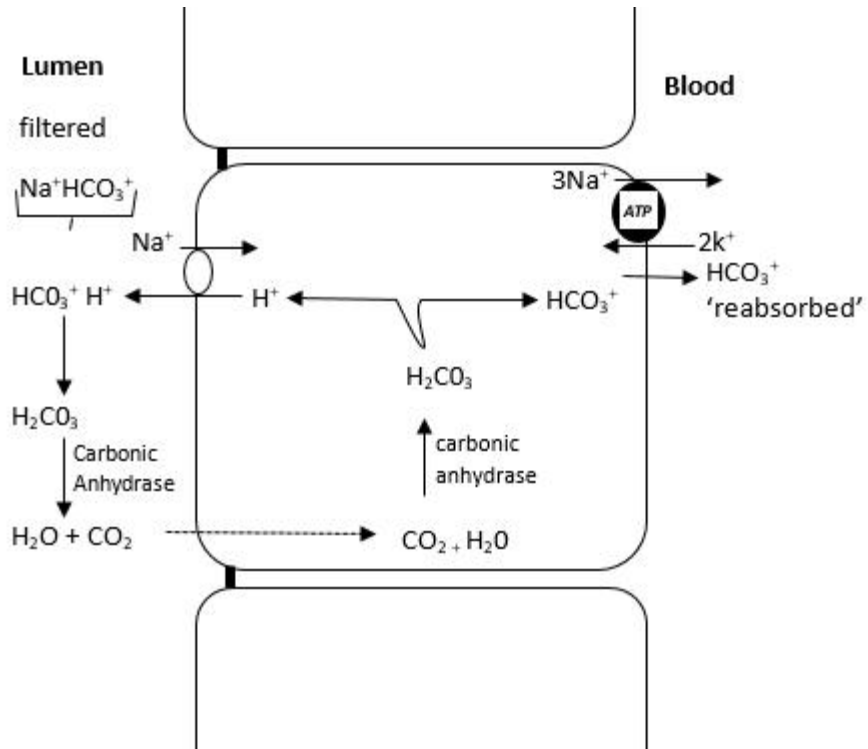 Lumen
Blood
filtered
Na⁺HCO₃⁺
3Na⁺
ATP
Na⁺
2k⁺
HCO₃⁺
‘reabsorbed’
HC0₃⁺ H⁺
H⁺
HCO₃⁺
H₂C0₃
H₂C0₃
Carbonic
Anhydrase
carbonic
anhydrase
H₂O + CO₂
CO₂ + H₂0